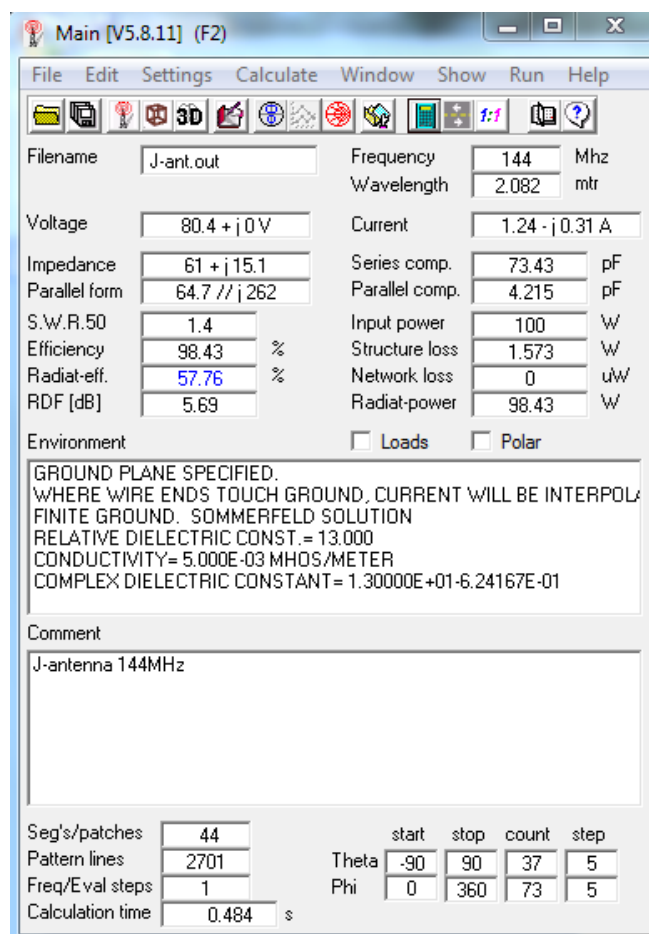 Main [V5.8.11] (F2)
File Edit Settings Calculate Window Show Run Help
3D 1:1
Filename J-ant.out Frequency 144 Mhz
Wavelength 2.082 mtr
Voltage 80.4 + j 0 V Current 1.24 - j 0.31 A
Impedance 61 + j 15.1 Series comp. 73.43 pF
Parallel form 64.7 // j 262 Parallel comp. 4.215 pF
S.W.R.50 1.4 Input power 100 W
Efficiency 98.43 % Structure loss 1.573 W
Radiat-eff. 57.76 % Network loss 0 uW
RDF [dB] 5.69 Radiat-power 98.43 W
Environment Loads Polar
GROUND PLANE SPECIFIED.
WHERE WIRE ENDS TOUCH GROUND, CURRENT WILL BE INTERPOLA
FINITE GROUND. SOMMERFELD SOLUTION
RELATIVE DIELECTRIC CONST.= 13.000
CONDUCTIVITY= 5.000E-03 MHOS/METER
COMPLEX DIELECTRIC CONSTANT= 1.30000E+01-6.24167E-01
Comment
J-antenna 144MHz
Seg's/patches 44 start stop count step
Pattern lines 2701 Theta -90 90 37 5
Freq/Eval steps 1 Phi 0 360 73 5
Calculation time 0.484 s